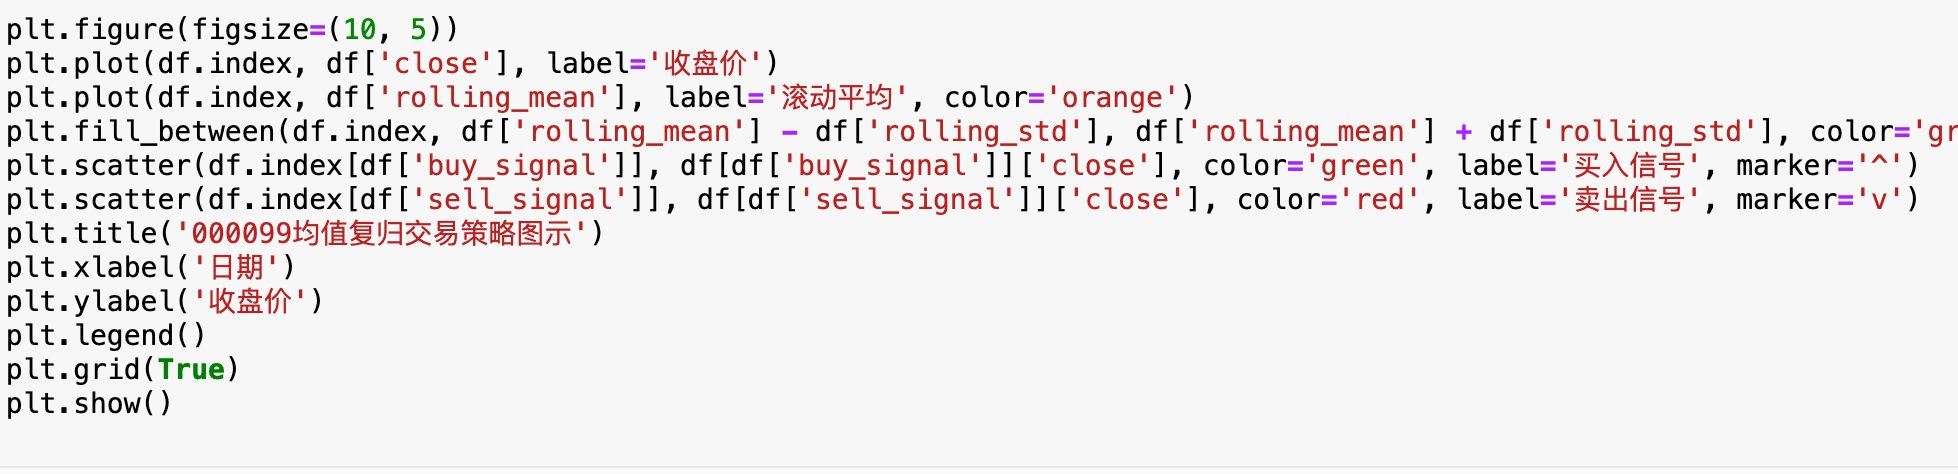 plt.figure(figsize=(10, 5))
plt.plot(df.index, df['close'], label='收盘价')
plt.plot(df.index, df['rolling_mean'], label='滚动平均', color='orange')
plt.fill_between(df.index, df['rolling_mean'] - df['rolling_std'], df['rolling_mean'] + df['rolling_std'], color='gr
plt.scatter(df.index[df['buy_signal']], df[df['buy_signal']]['close'], color='green', label='买入信号', marker='^')
plt.scatter(df.index[df['sell_signal']], df[df['sell_signal']]['close'], color='red', label='卖出信号', marker='v')
plt.title('000099均值复归交易策略图示')
plt.xlabel('日期')
plt.ylabel('收盘价')
plt.legend()
plt.grid(True)
plt.show()